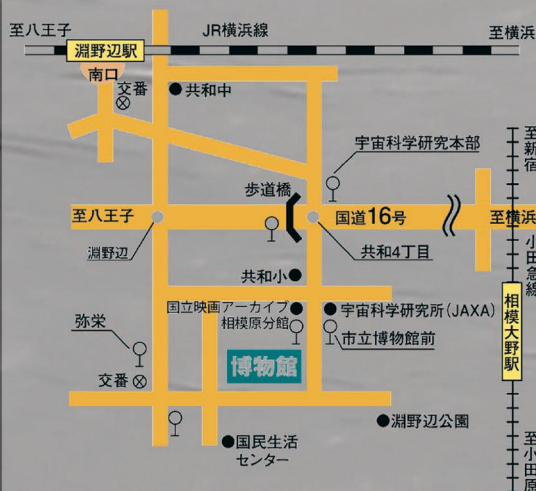 至八王子
JR横浜線
至横浜
淵野辺駅
南口
交番
共和中
宇宙科学研究本部
至新宿
歩道橋
至八王子
国道16号
至横浜
淵野辺
共和4丁目
小田急線
共和小
国立映画アーカイブ
相模原分館
宇宙科学研究所(JAXA)
相模大野駅
弥栄
市立博物館前
博物館
交番
淵野辺公園
国民生活
センター
至小田原